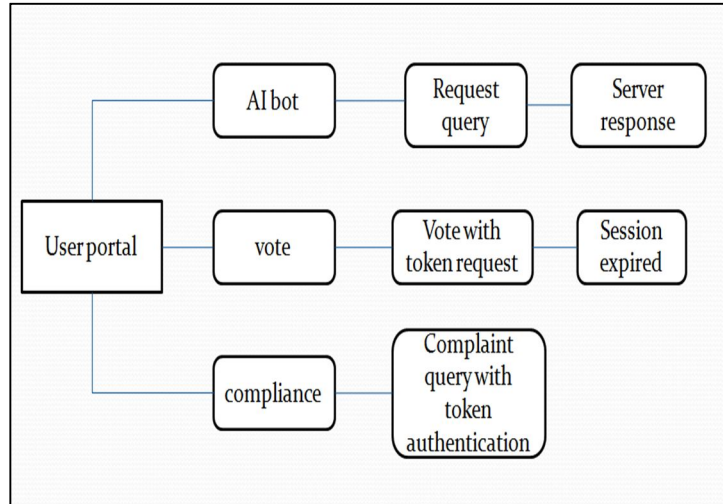 AI bot
Request
query
Server
response
User portal
vote
Vote with
token request
Session
expired
compliance
Complaint
query with
token
authentication